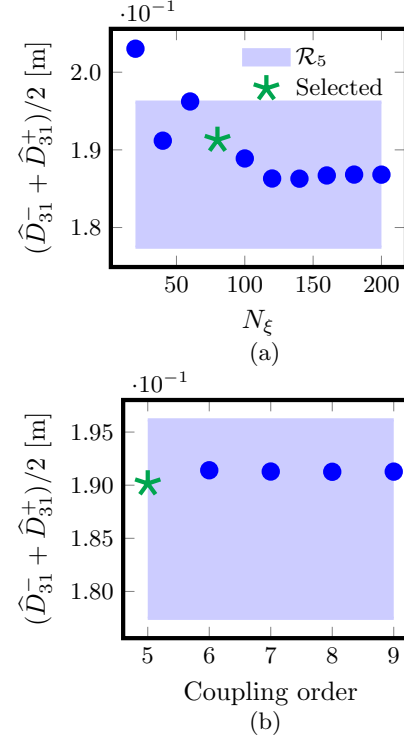 ·10⁻¹
(D̂₃₁⁻ + D̂₃₁⁺)/2 [m]
2.0
1.9
1.8
R₅
Selected
50 100 150 200
N_ξ
(a)
·10⁻¹
(D̂₃₁⁻ + D̂₃₁⁺)/2 [m]
1.95
1.90
1.85
1.80
5 6 7 8 9
Coupling order
(b)